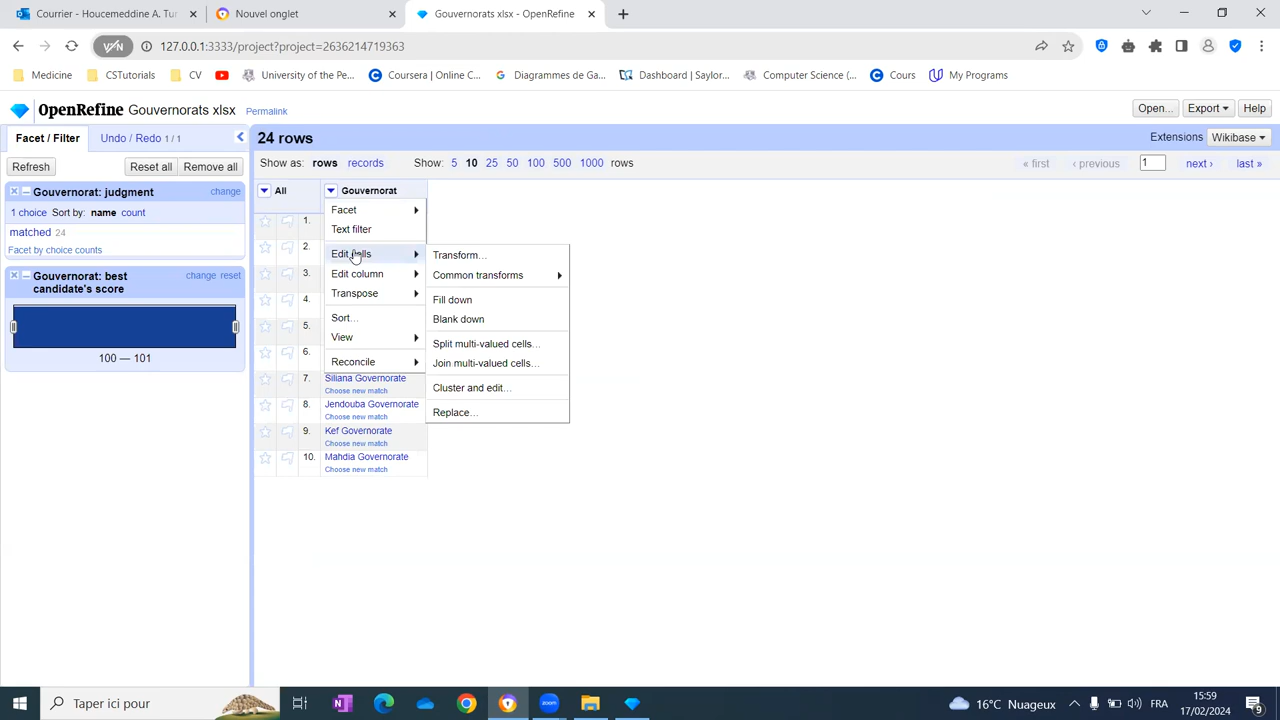 Courrier - Houcemeddine A. Tur
Nouvel onglet
Gouvernorats xlsx - OpenRefine
127.0.0.1:3333/project?project=2636214719363
Medicine
CSTutorials
CV
University of the Pe...
Coursera | Online C...
Diagrammes de Ga...
Dashboard | Saylor...
Computer Science (...
Cours
My Programs
OpenRefine Gouvernorats xlsx Permalink
Open... Export Help
Facet / Filter
Undo / Redo 1 / 1
24 rows
Extensions Wikibase
Refresh
Reset all
Remove all
Show as: rows records Show: 5 10 25 50 100 500 1000 rows
« first ‹ previous 1 next › last »
Gouvernorat: judgment
change
1 choice Sort by: name count
matched 24
Facet by choice counts
Gouvernorat: best candidate's score
change reset
100 — 101
All
Gouvernorat
1.
2.
3.
4.
5.
6.
7. Siliana Governorate
Choose new match
8. Jendouba Governorate
Choose new match
9. Kef Governorate
Choose new match
10. Mahdia Governorate
Choose new match
Facet
Text filter
Edit cells
Edit column
Transpose
Sort...
View
Reconcile
Transform...
Common transforms
Fill down
Blank down
Split multi-valued cells...
Join multi-valued cells...
Cluster and edit...
Replace...
Taper ici pour
zoom
16°C Nuageux
FRA
15:59
17/02/2024
9